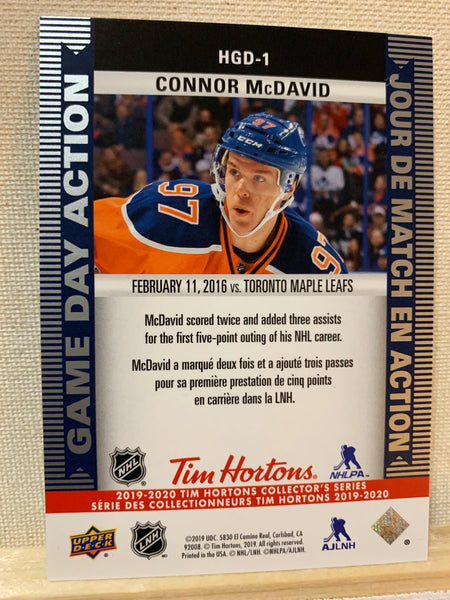 HGD-1
CONNOR McDAVID
GAME DAY ACTION
JOUR DE MATCH EN ACTION
97
CCM
97
97
FEBRUARY 11, 2016 vs. TORONTO MAPLE LEAFS
McDavid scored twice and added three assists
for the first five-point outing of his NHL career.
McDavid a marqué deux fois et a ajouté trois passes
pour sa première prestation de cinq points
en carrière dans la LNH.
NHL
Tim Hortons®
NHLPA™
2019-2020 TIM HORTONS COLLECTOR'S SERIES
SÉRIE DES COLLECTIONNEURS TIM HORTONS 2019-2020
UPPER DECK
LNH
©2019 UDC. 5830 El Camino Real, Carlsbad, CA
92008. © Tim Hortons, 2019. All rights reserved.
Printed in the USA. © NHL/LNH. ©NHLPA/AJLNH.
AJLNH
®